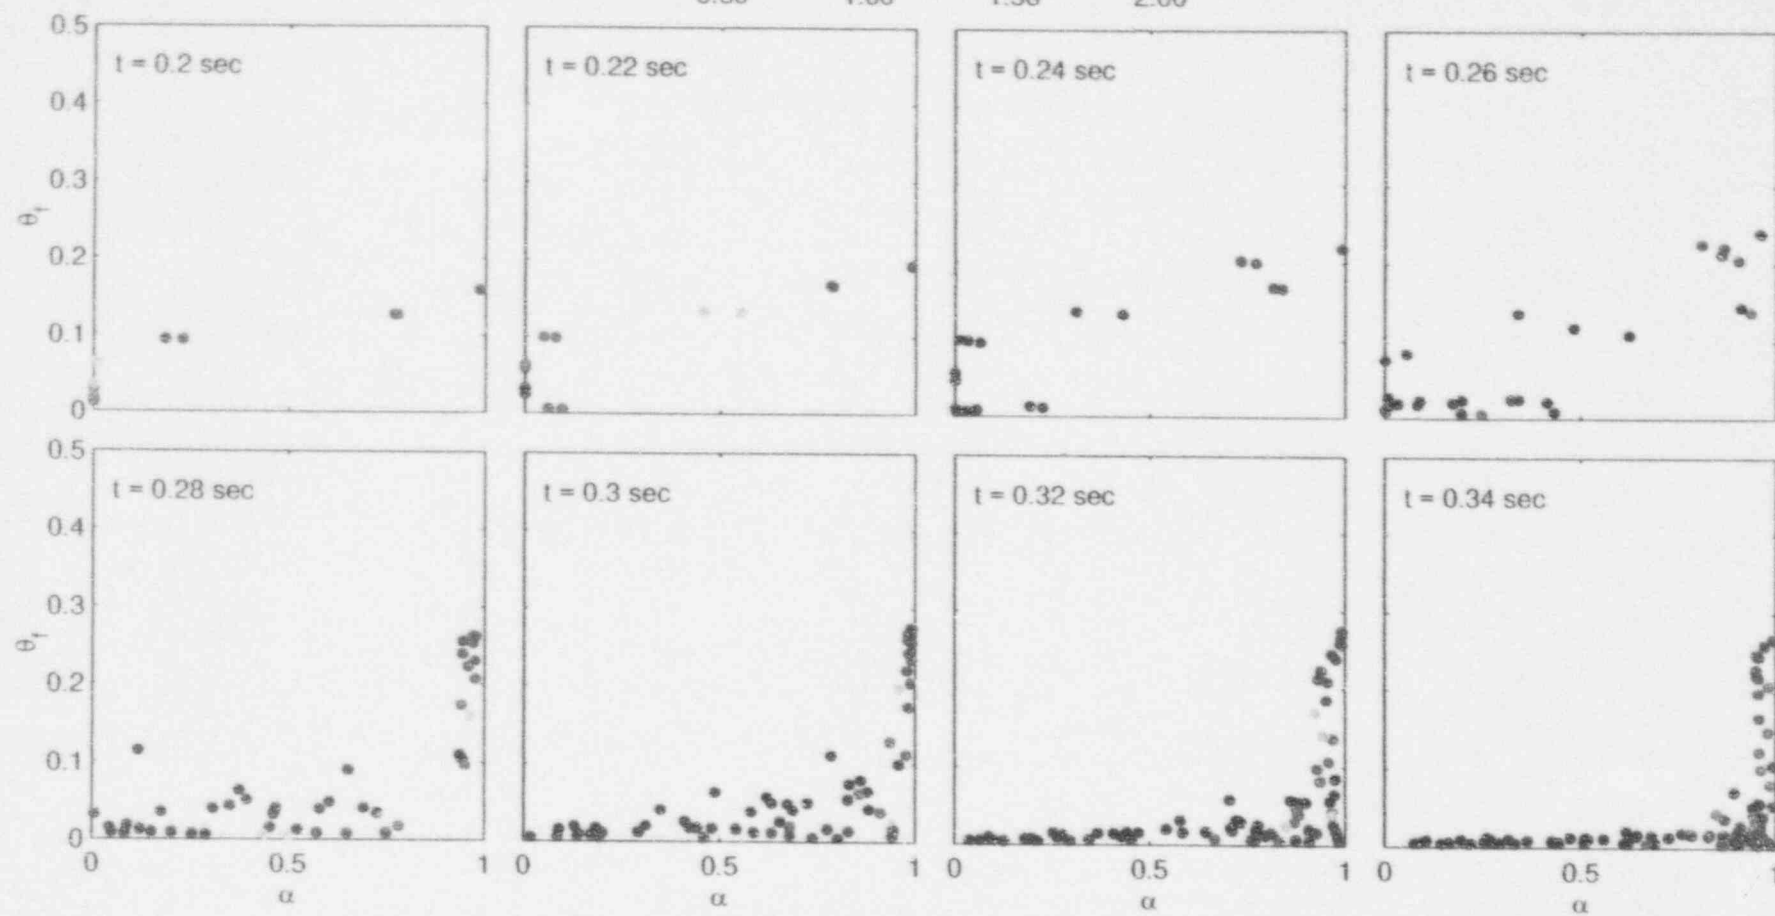 t = 0.2 sec
t = 0.22 sec
t = 0.24 sec
t = 0.26 sec
0.5
0.4
0.3
0.2
0.1
0
θf
t = 0.28 sec
t = 0.3 sec
t = 0.32 sec
t = 0.34 sec
0.5
0.4
0.3
0.2
0.1
0
θf
0 0.5 1
0 0.5 1
0 0.5 1
0 0.5
α
α
α
α